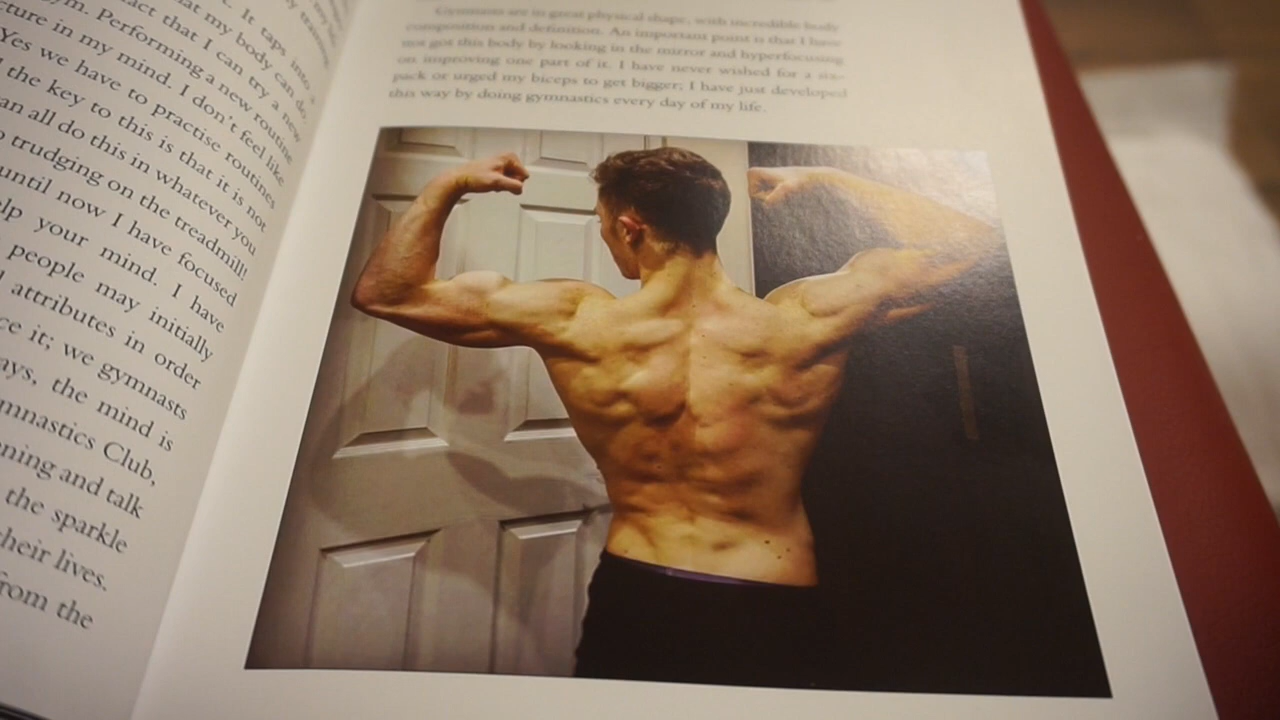 t. It taps into a
hat my body can do.
fact that I can try a new
ym. Performing a new routine
cture in my mind. I don't feel like
Yes we have to practise routines
the key to this is that it is not
an all do this in whatever you
trudging on the treadmill!
until now I have focused
elp your mind. I have
people may initially
attributes in order
ce it; we gymnasts
ays, the mind is
mnastics Club,
ning and talk
the sparkle
heir lives.
from the
Gymnasts are in great physical shape, with incredible body
composition and definition. An important point is that I have
not got this body by looking in the mirror and hyperfocusing
on improving one part of it. I have never wished for a six-
pack or urged my biceps to get bigger; I have just developed
this way by doing gymnastics every day of my life.